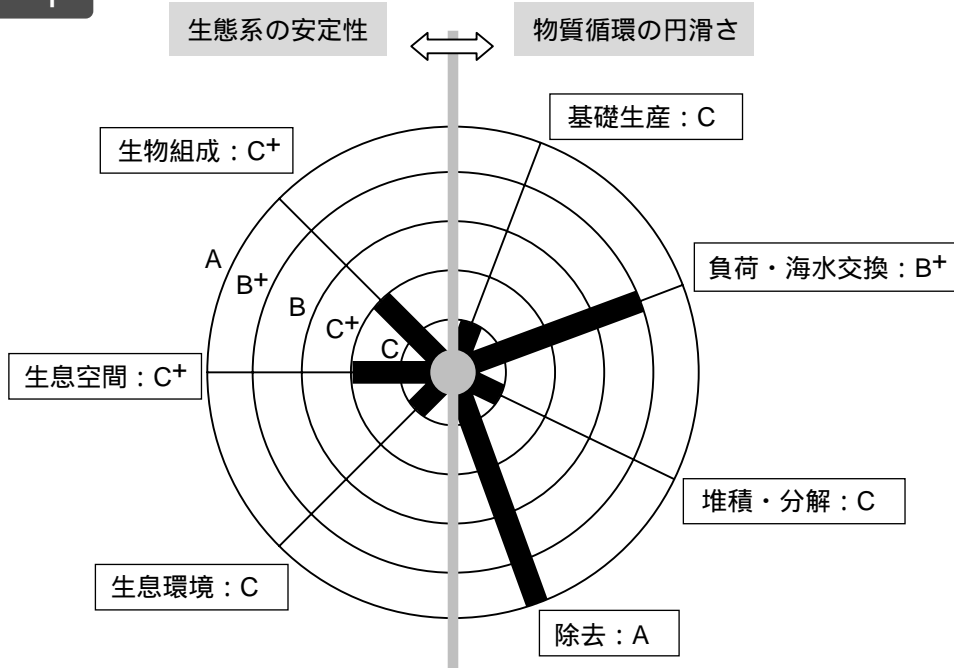 生態系の安定性
物質循環の円滑さ
基礎生産：C
生物組成：C+
負荷・海水交換：B+
A
B+
B
C+
C
生息空間：C+
堆積・分解：C
生息環境：C
除去：A